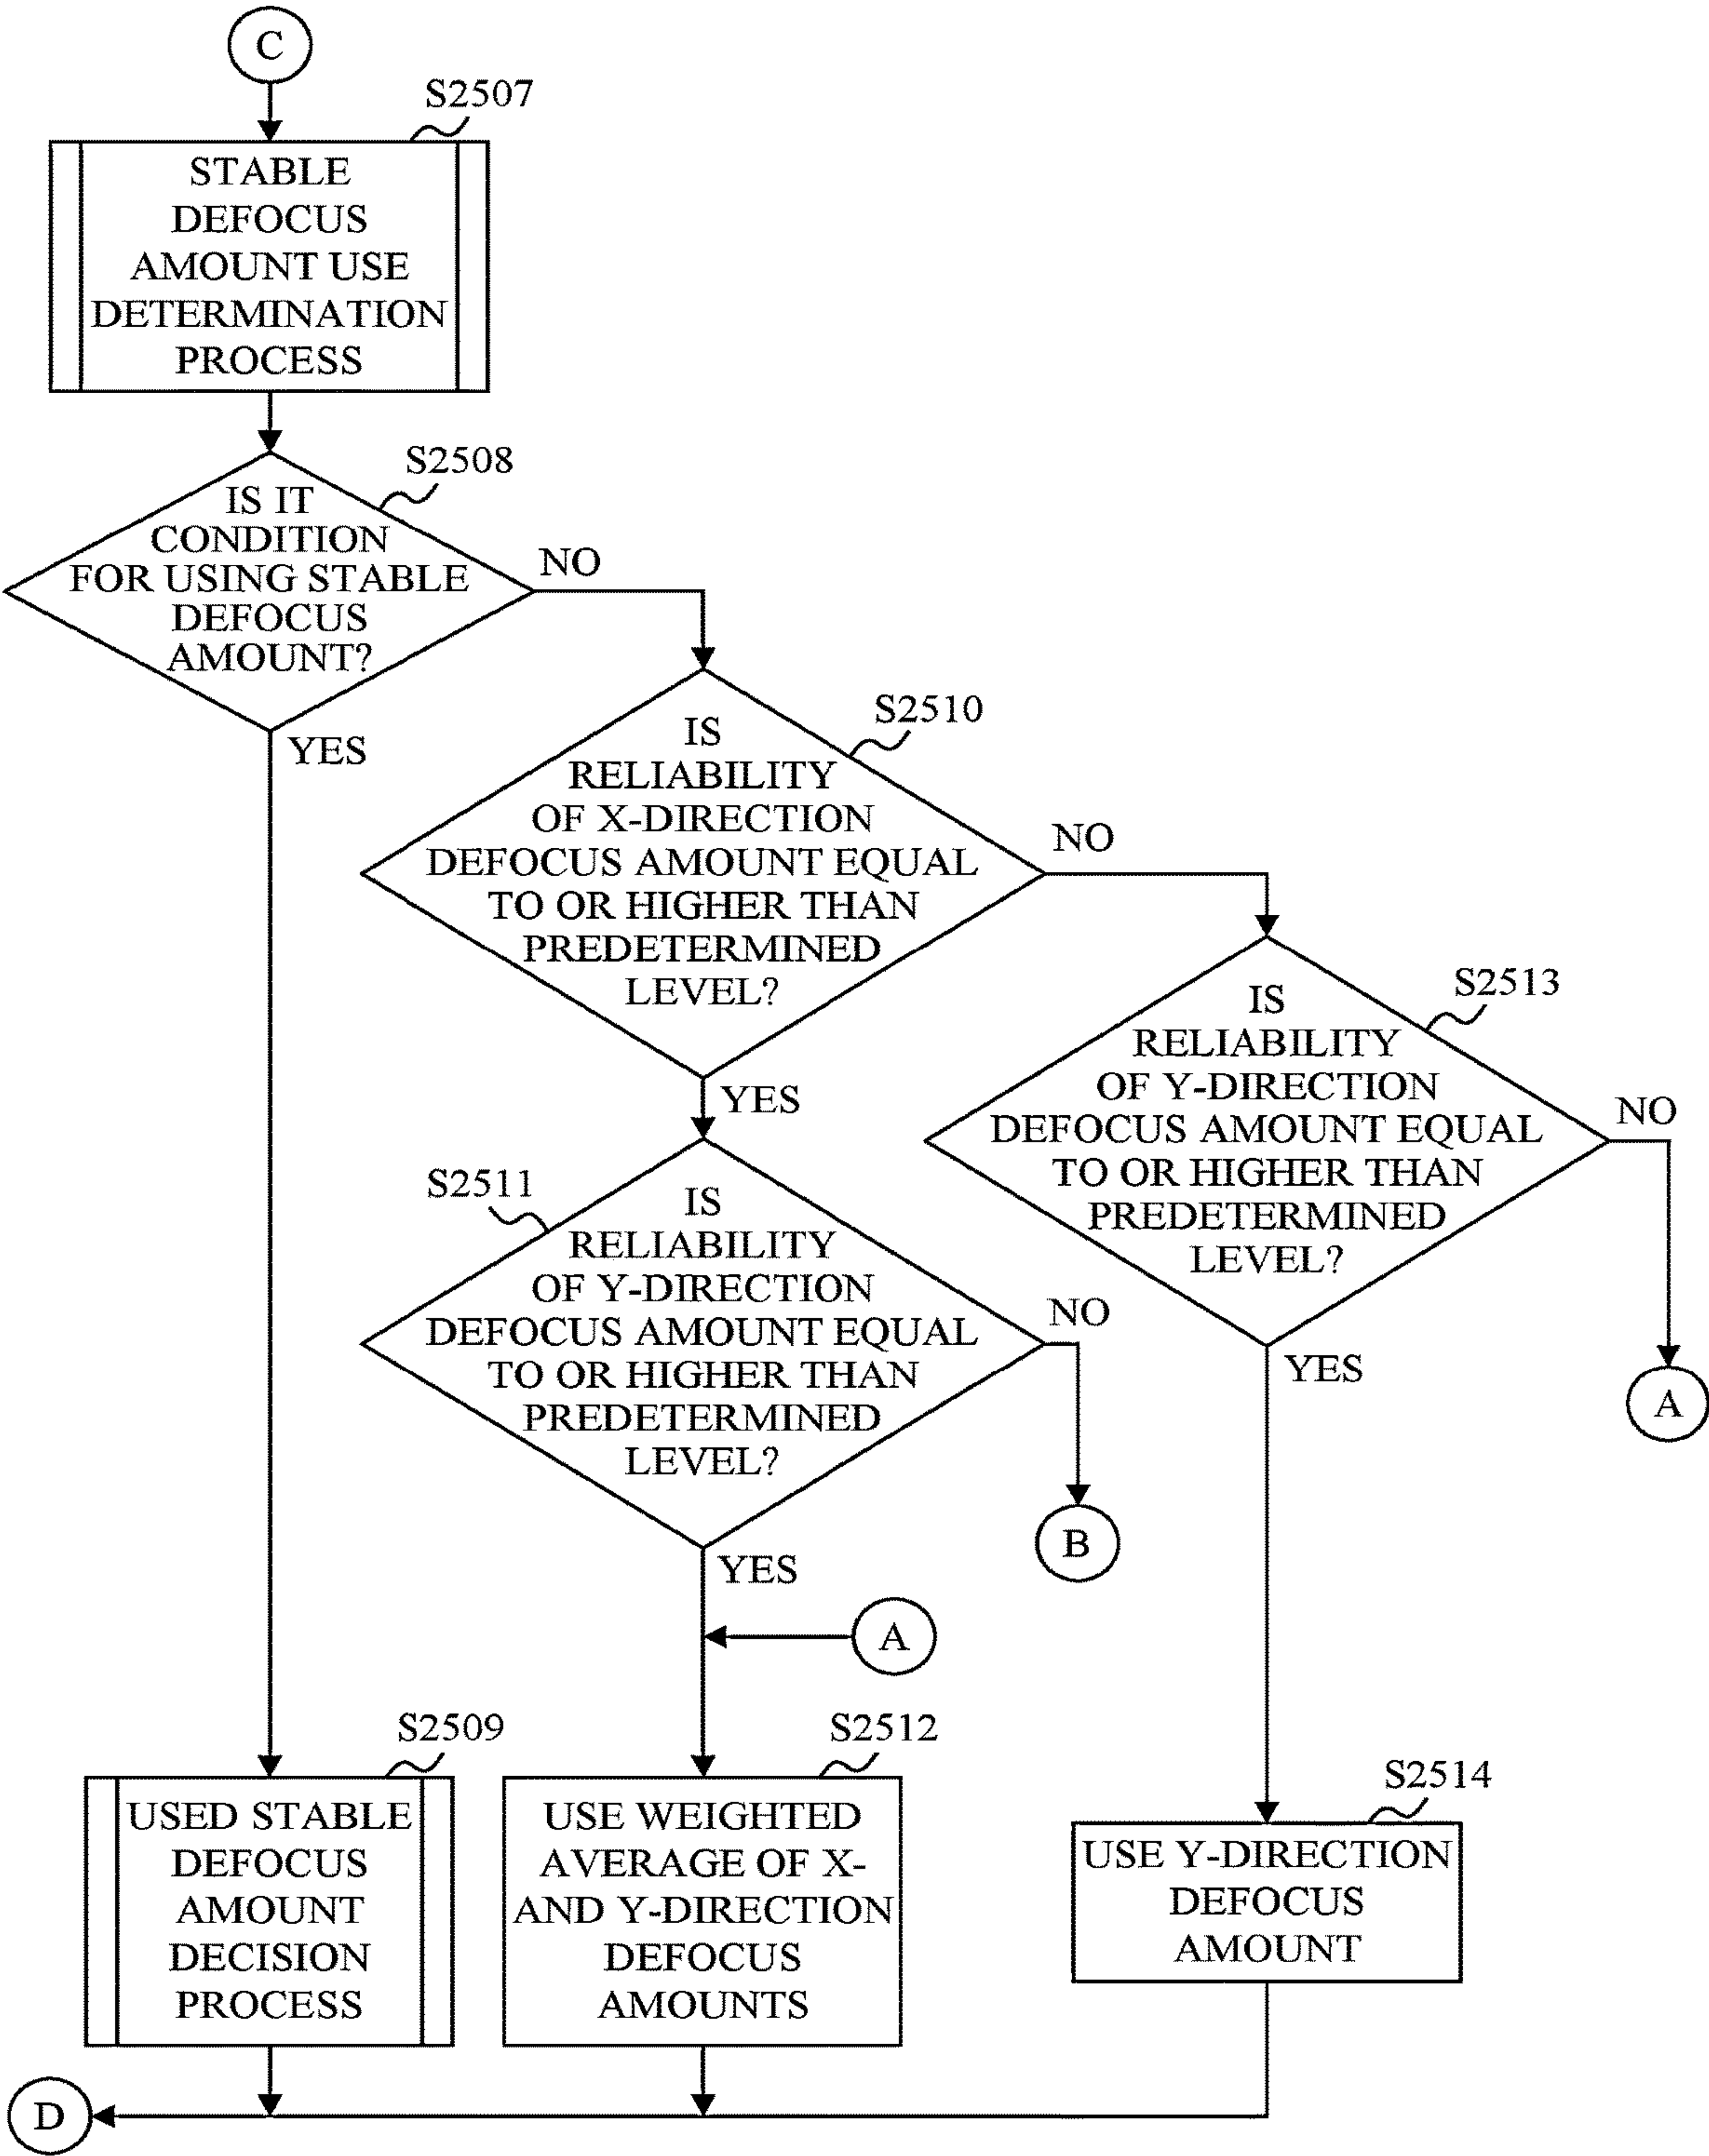 C
S2507
STABLE
DEFOCUS
AMOUNT USE
DETERMINATION
PROCESS
S2508
IS IT
CONDITION
FOR USING STABLE
DEFOCUS
AMOUNT?
NO
YES
S2510
IS
RELIABILITY
OF X-DIRECTION
DEFOCUS AMOUNT EQUAL
TO OR HIGHER THAN
PREDETERMINED
LEVEL?
NO
YES
S2513
IS
RELIABILITY
OF Y-DIRECTION
DEFOCUS AMOUNT EQUAL
TO OR HIGHER THAN
PREDETERMINED
LEVEL?
NO
YES
A
S2511
IS
RELIABILITY
OF Y-DIRECTION
DEFOCUS AMOUNT EQUAL
TO OR HIGHER THAN
PREDETERMINED
LEVEL?
NO
B
YES
A
S2509
USED STABLE
DEFOCUS
AMOUNT
DECISION
PROCESS
S2512
USE WEIGHTED
AVERAGE OF X-
AND Y-DIRECTION
DEFOCUS
AMOUNTS
S2514
USE Y-DIRECTION
DEFOCUS
AMOUNT
D